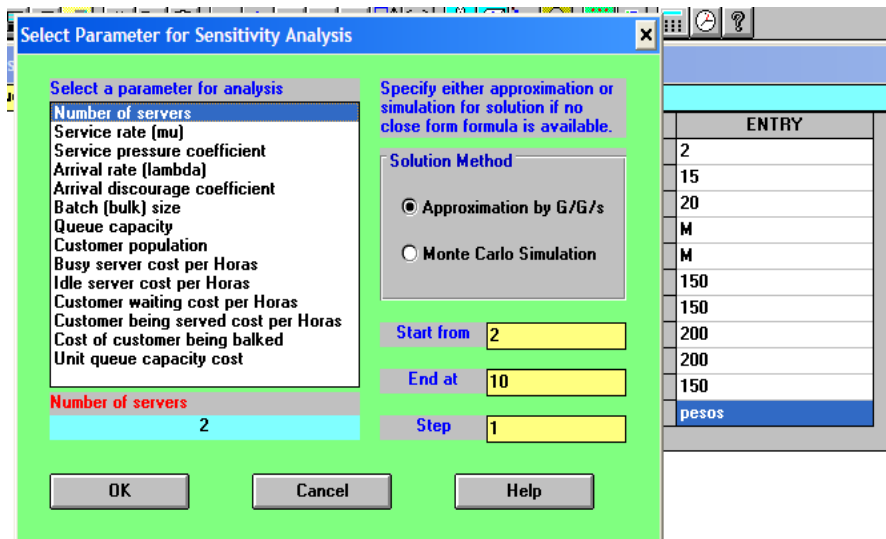 Select Parameter for Sensitivity Analysis
Select a parameter for analysis
Number of servers
Service rate (mu)
Service pressure coefficient
Arrival rate (lambda)
Arrival discourage coefficient
Batch (bulk) size
Queue capacity
Customer population
Busy server cost per Horas
Idle server cost per Horas
Customer waiting cost per Horas
Customer being served cost per Horas
Cost of customer being balked
Unit queue capacity cost
Number of servers
2
Specify either approximation or
simulation for solution if no
close form formula is available.
Solution Method
Approximation by G/G/s
Monte Carlo Simulation
Start from 2
End at 10
Step 1
OK Cancel Help
ENTRY
2
15
20
M
M
150
150
200
200
150
pesos